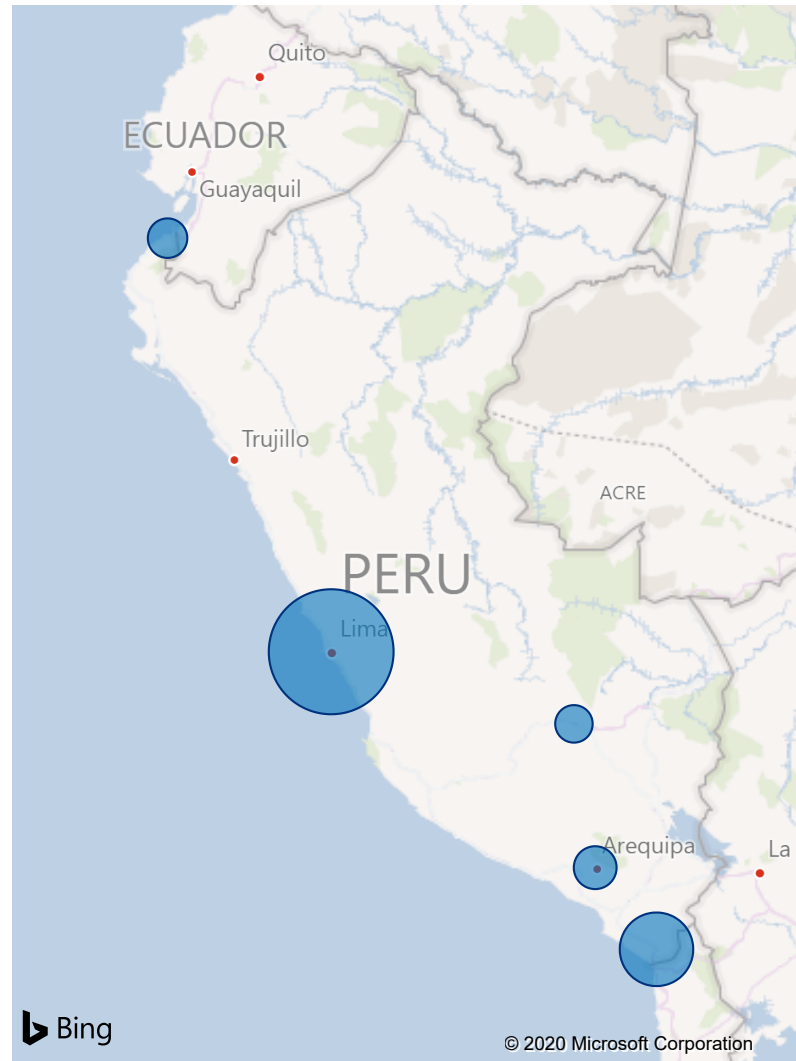 Quito
ECUADOR
Guayaquil
Trujillo
ACRE
PERU
Lima
Arequipa
La
Bing
© 2020 Microsoft Corporation